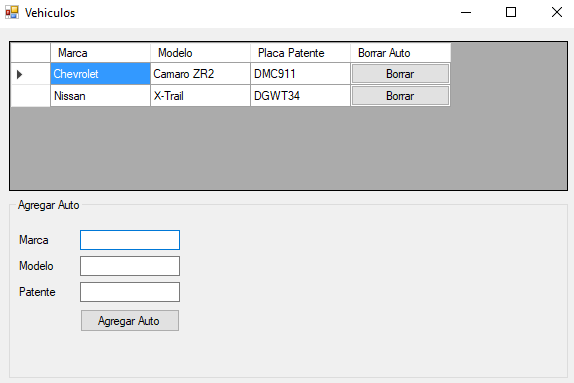 Vehiculos
Marca Modelo Placa Patente Borrar Auto
Chevrolet Camaro ZR2 DMC911 Borrar
Nissan X-Trail DGWT34 Borrar
Agregar Auto
Marca
Modelo
Patente
Agregar Auto